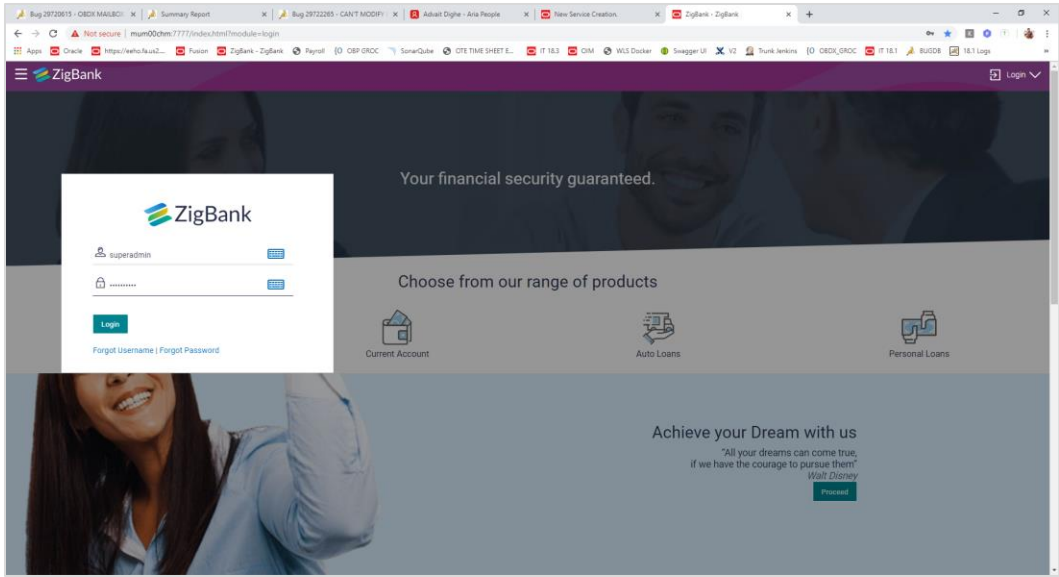 Bug 29720615 - OBDX MAILBO
Summary Report
Bug 29722265 - CAN'T MODIFY
Advait Dighe - Aria People
New Service Creation.
ZigBank - ZigBank
Not secure | mum00chm:7777/index.html?module=login
Apps Oracle https://eeho.fa.us2... Fusion ZigBank - ZigBank Payroll OBP GROC SonarQube OTE TIME SHEET E... IT 18.3 OIM WLS Docker Swagger UI V2 Trunk Jenkins OBDX_GROC IT 18.1 BUGDB 18.1 Logs
ZigBank
Login
Your financial security guaranteed.
ZigBank
superadmin
Login
Forgot Username | Forgot Password
Choose from our range of products
Current Account
Auto Loans
Personal Loans
Achieve your Dream with us
"All your dreams can come true,
if we have the courage to pursue them"
Walt Disney
Proceed